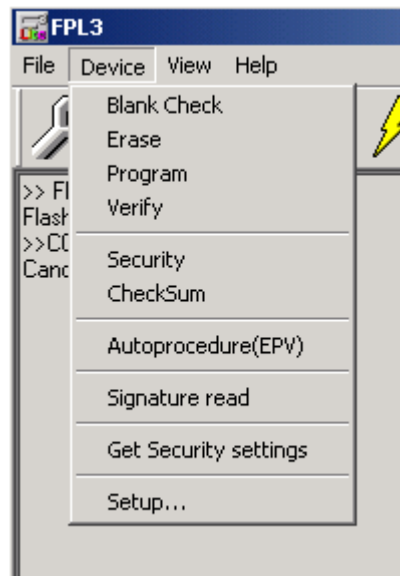 FPL3
File Device View Help
Blank Check
Erase
Program
Verify
Security
CheckSum
Autoprocedure(EPV)
Signature read
Get Security settings
Setup...
>>